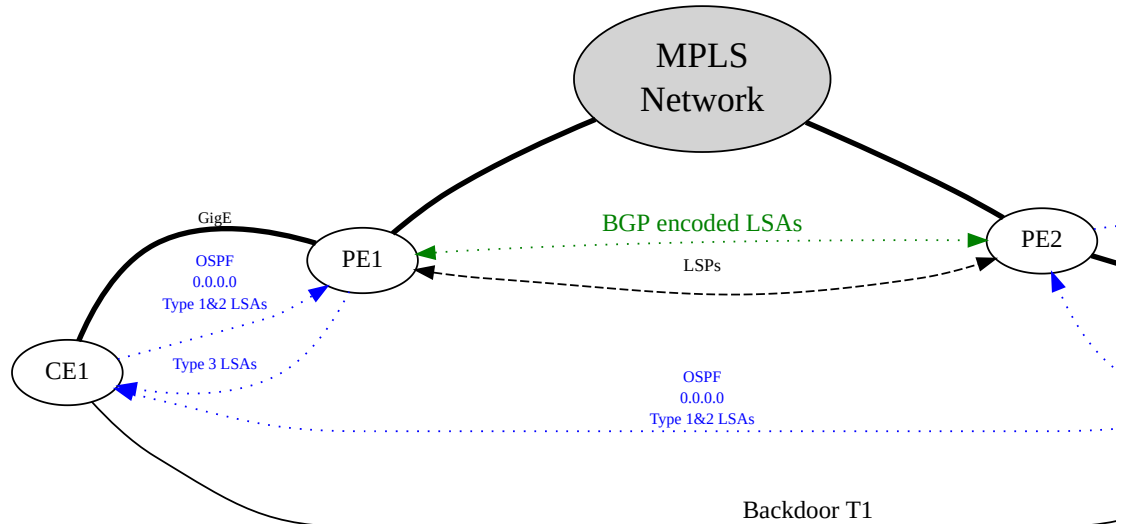 MPLS
Network
GigE
BGP encoded LSAs
PE2
PE1
OSPF
0.0.0.0
Type 1&2 LSAs
LSPs
Type 3 LSAs
CE1
OSPF
0.0.0.0
Type 1&2 LSAs
Backdoor T1